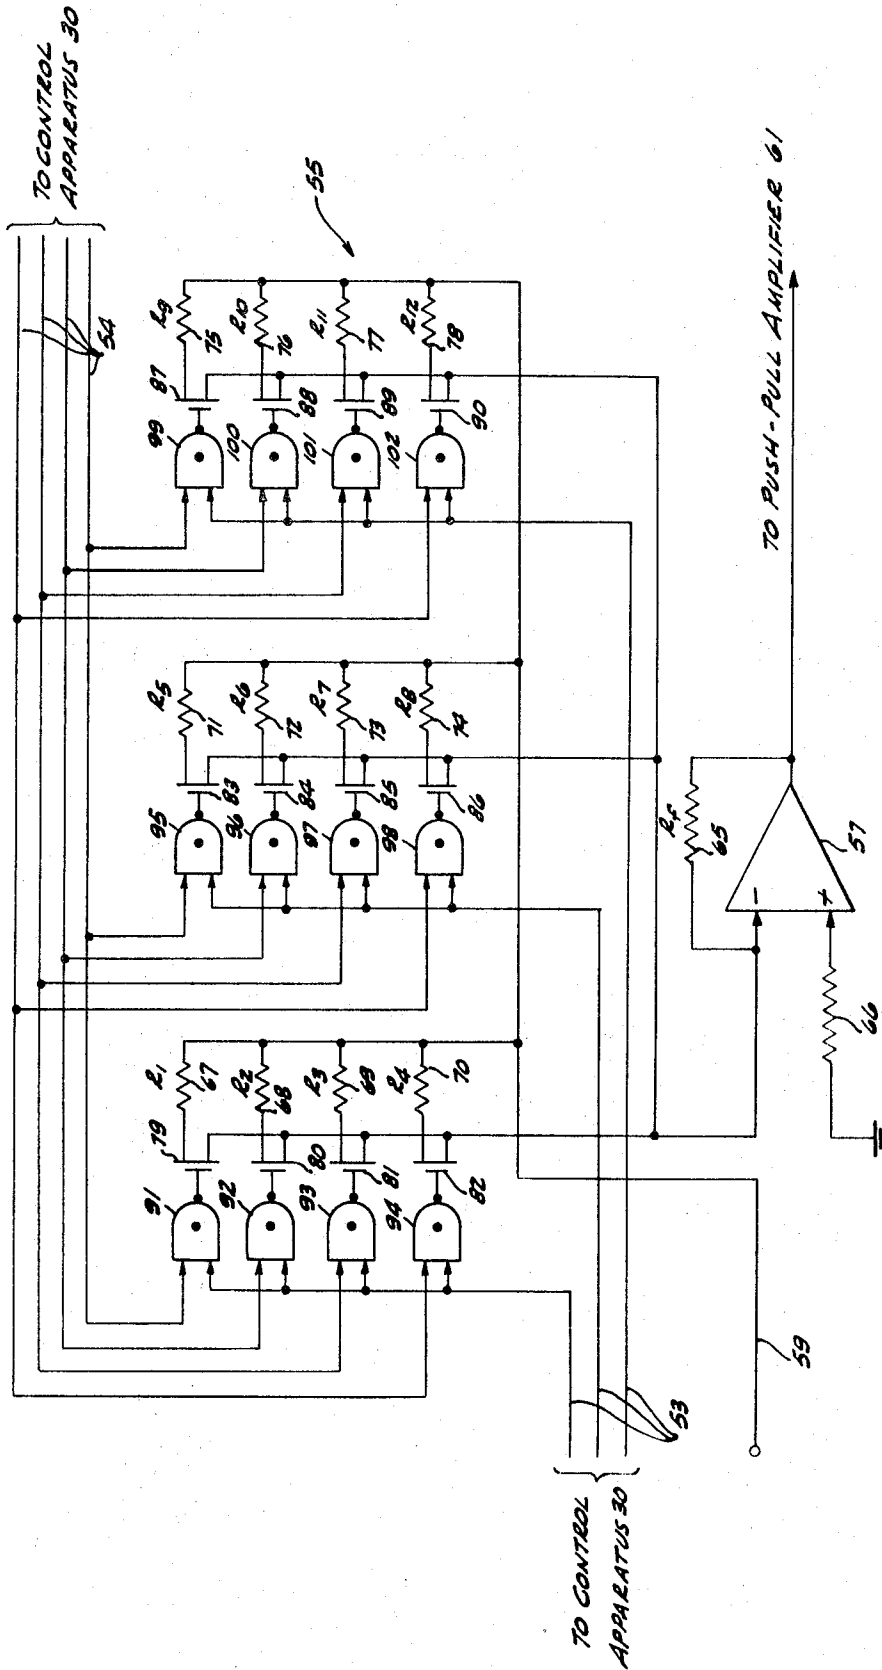 TO CONTROL
APPARATUS 30
54
55
R9
75
R10
76
R11
77
R12
78
87
88
89
90
99
100
101
102
R5
71
R6
72
R7
73
R8
74
83
84
85
86
95
96
97
98
R1
67
R2
68
R3
69
R4
70
79
80
81
82
91
92
93
94
TO CONTROL
APPARATUS 30
53
59
Rf
65
-
+
57
66
TO PUSH-PULL AMPLIFIER 61